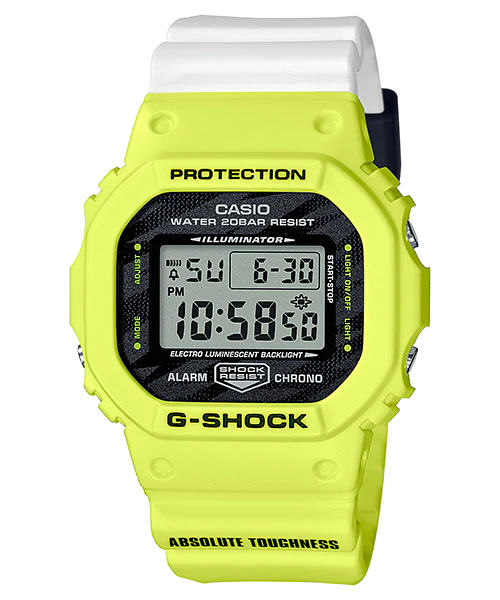 PROTECTION
CASIO
WATER 20BAR RESIST
ILLUMINATOR
ADJUST
MODE
SU 6-30
PM
10:58 50
START-STOP
LIGHT ON/OFF
LIGHT
ELECTRO LUMINESCENT BACKLIGHT
ALARM SHOCK RESIST CHRONO
G-SHOCK
ABSOLUTE TOUGHNESS